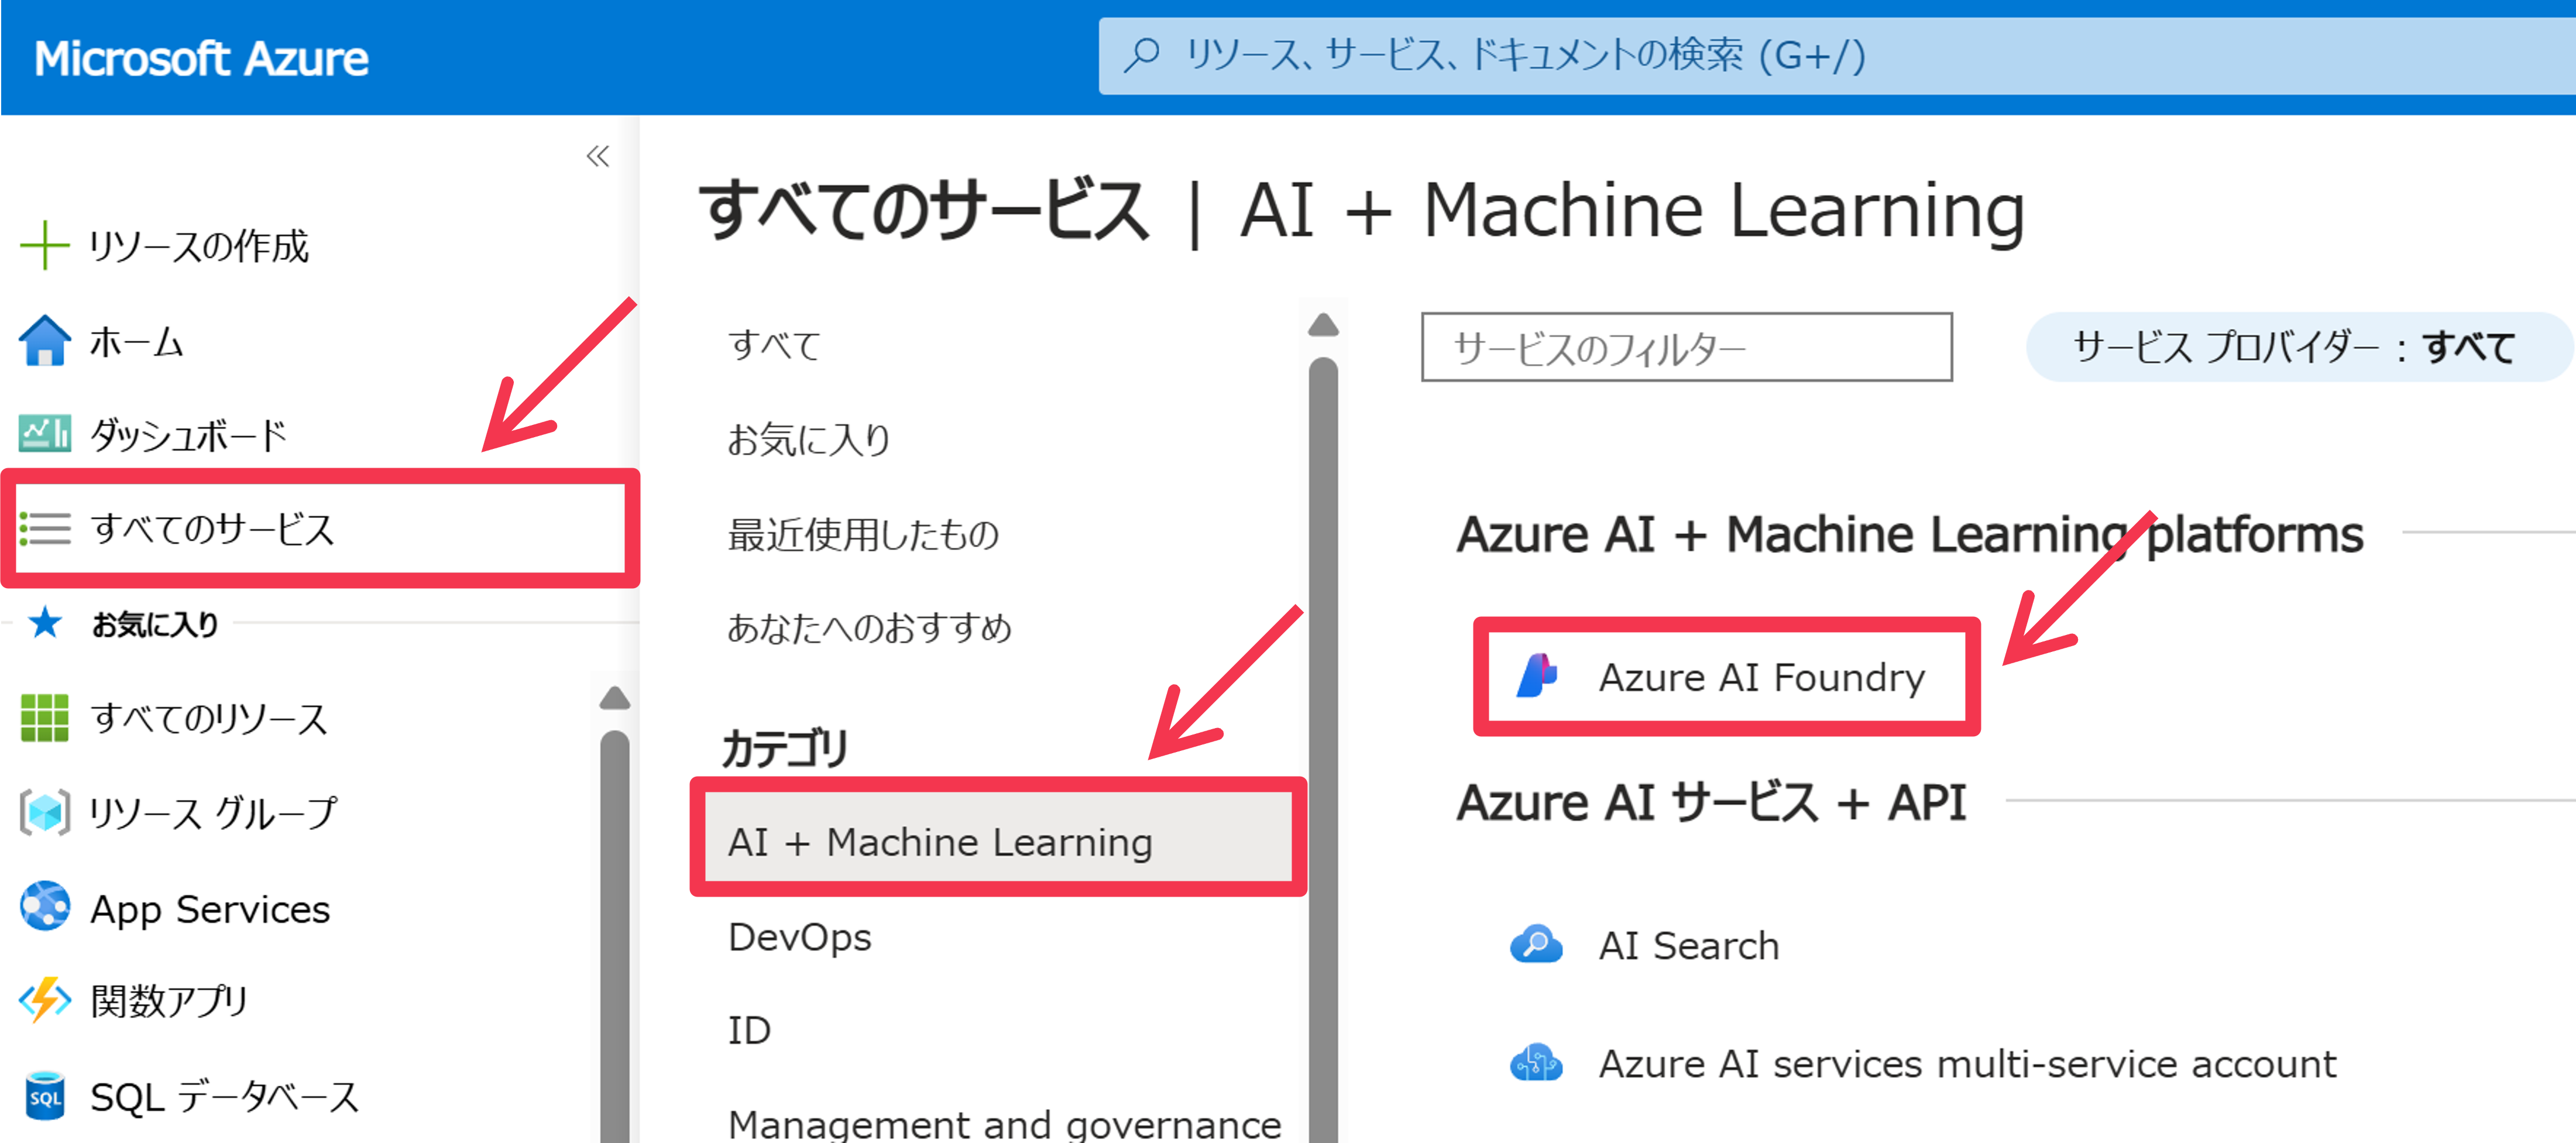 Microsoft Azure
リソース、サービス、ドキュメントの検索 (G+/)
リソースの作成
ホーム
ダッシュボード
すべてのサービス
お気に入り
すべてのリソース
リソース グループ
App Services
関数アプリ
SQL データベース
すべてのサービス | AI + Machine Learning
すべて
お気に入り
最近使用したもの
あなたへのおすすめ
カテゴリ
AI + Machine Learning
DevOps
ID
Management and governance
サービスのフィルター
サービス プロバイダー : すべて
Azure AI + Machine Learning platforms
Azure AI Foundry
Azure AI サービス + API
AI Search
Azure AI services multi-service account